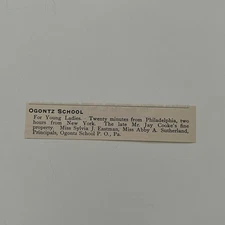 OGONTZ SCHOOL
For Young Ladies. Twenty minutes from Philadelphia, two
hours from New York. The late Mr. Jay Cooke's fine
property. Miss Sylvia J. Eastman, Miss Abby A. Sutherland,
Principals, Ogontz School P. O., Pa.